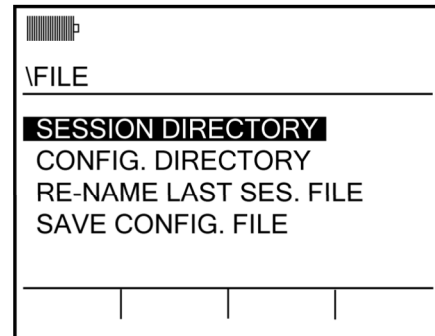 \FILE
SESSION DIRECTORY
CONFIG. DIRECTORY
RE-NAME LAST SES. FILE
SAVE CONFIG. FILE